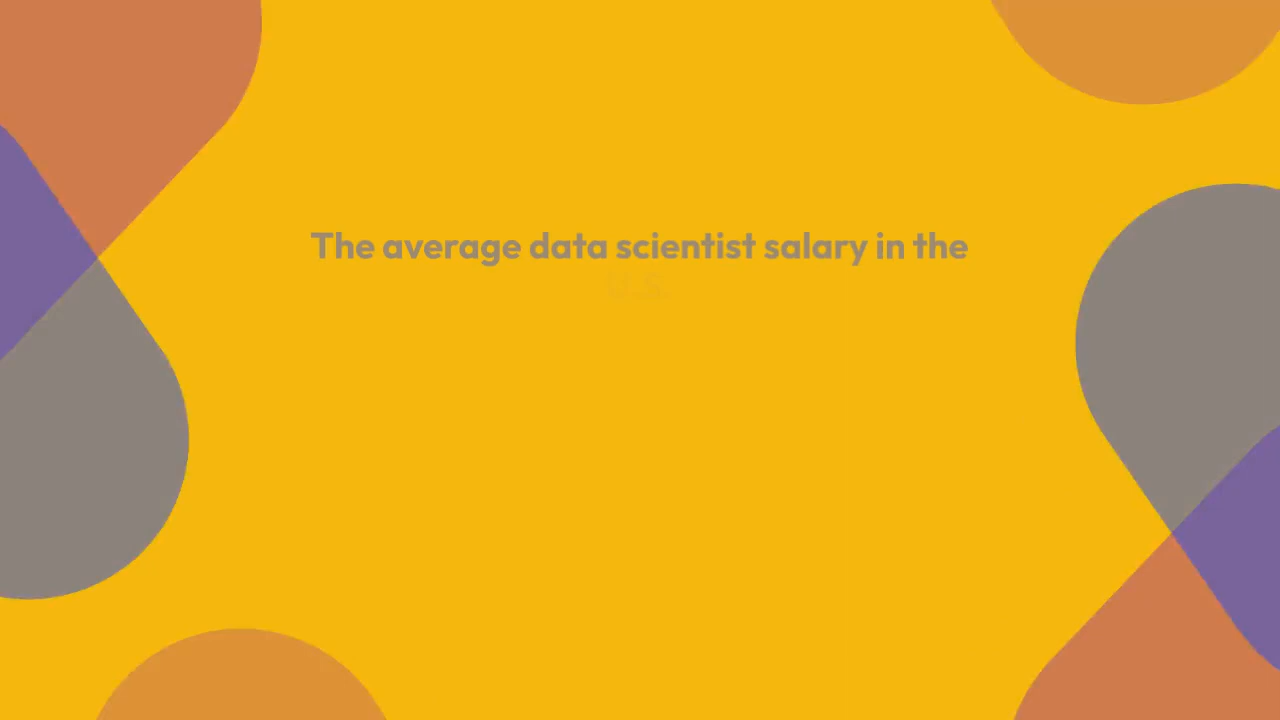 The average data scientist salary in the
U.S.